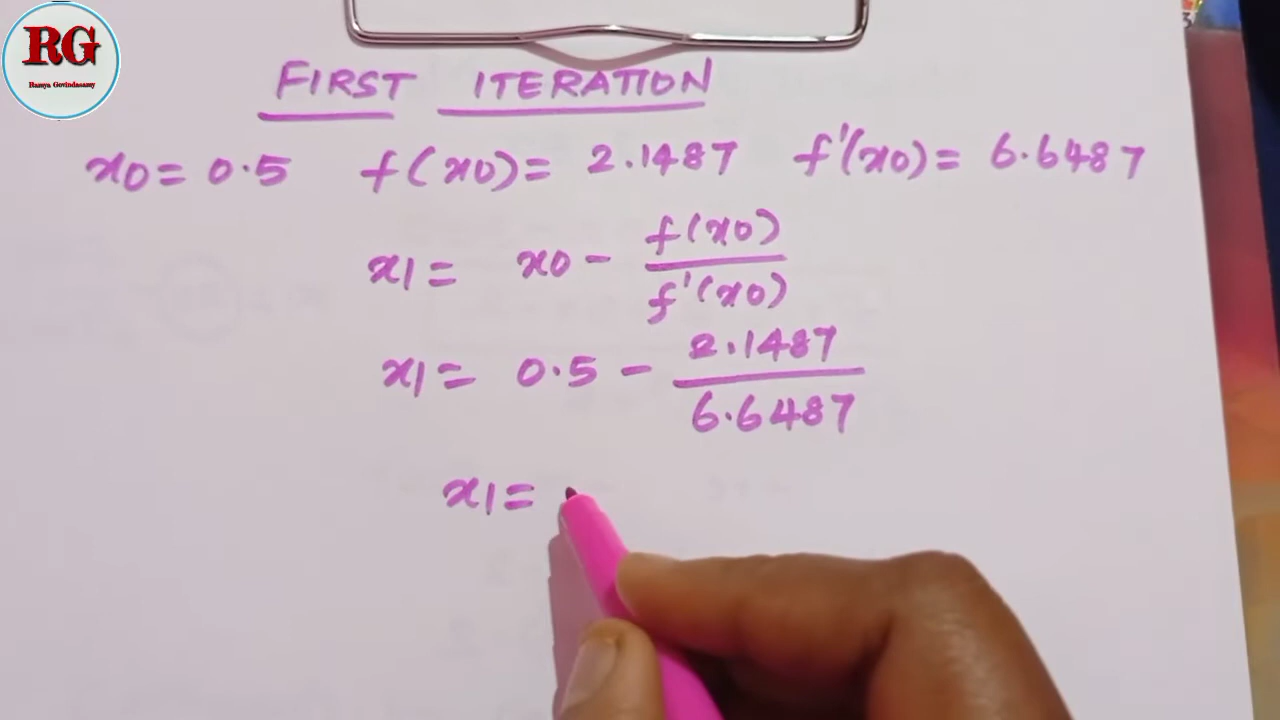 RG
Ramya Govindasamy
FIRST ITERATION
x0 = 0.5 f(x0) = 2.1487 f'(x0) = 6.6487
x1 = x0 - f(x0)
f'(x0)
x1 = 0.5 - 2.1487
6.6487
x1 =